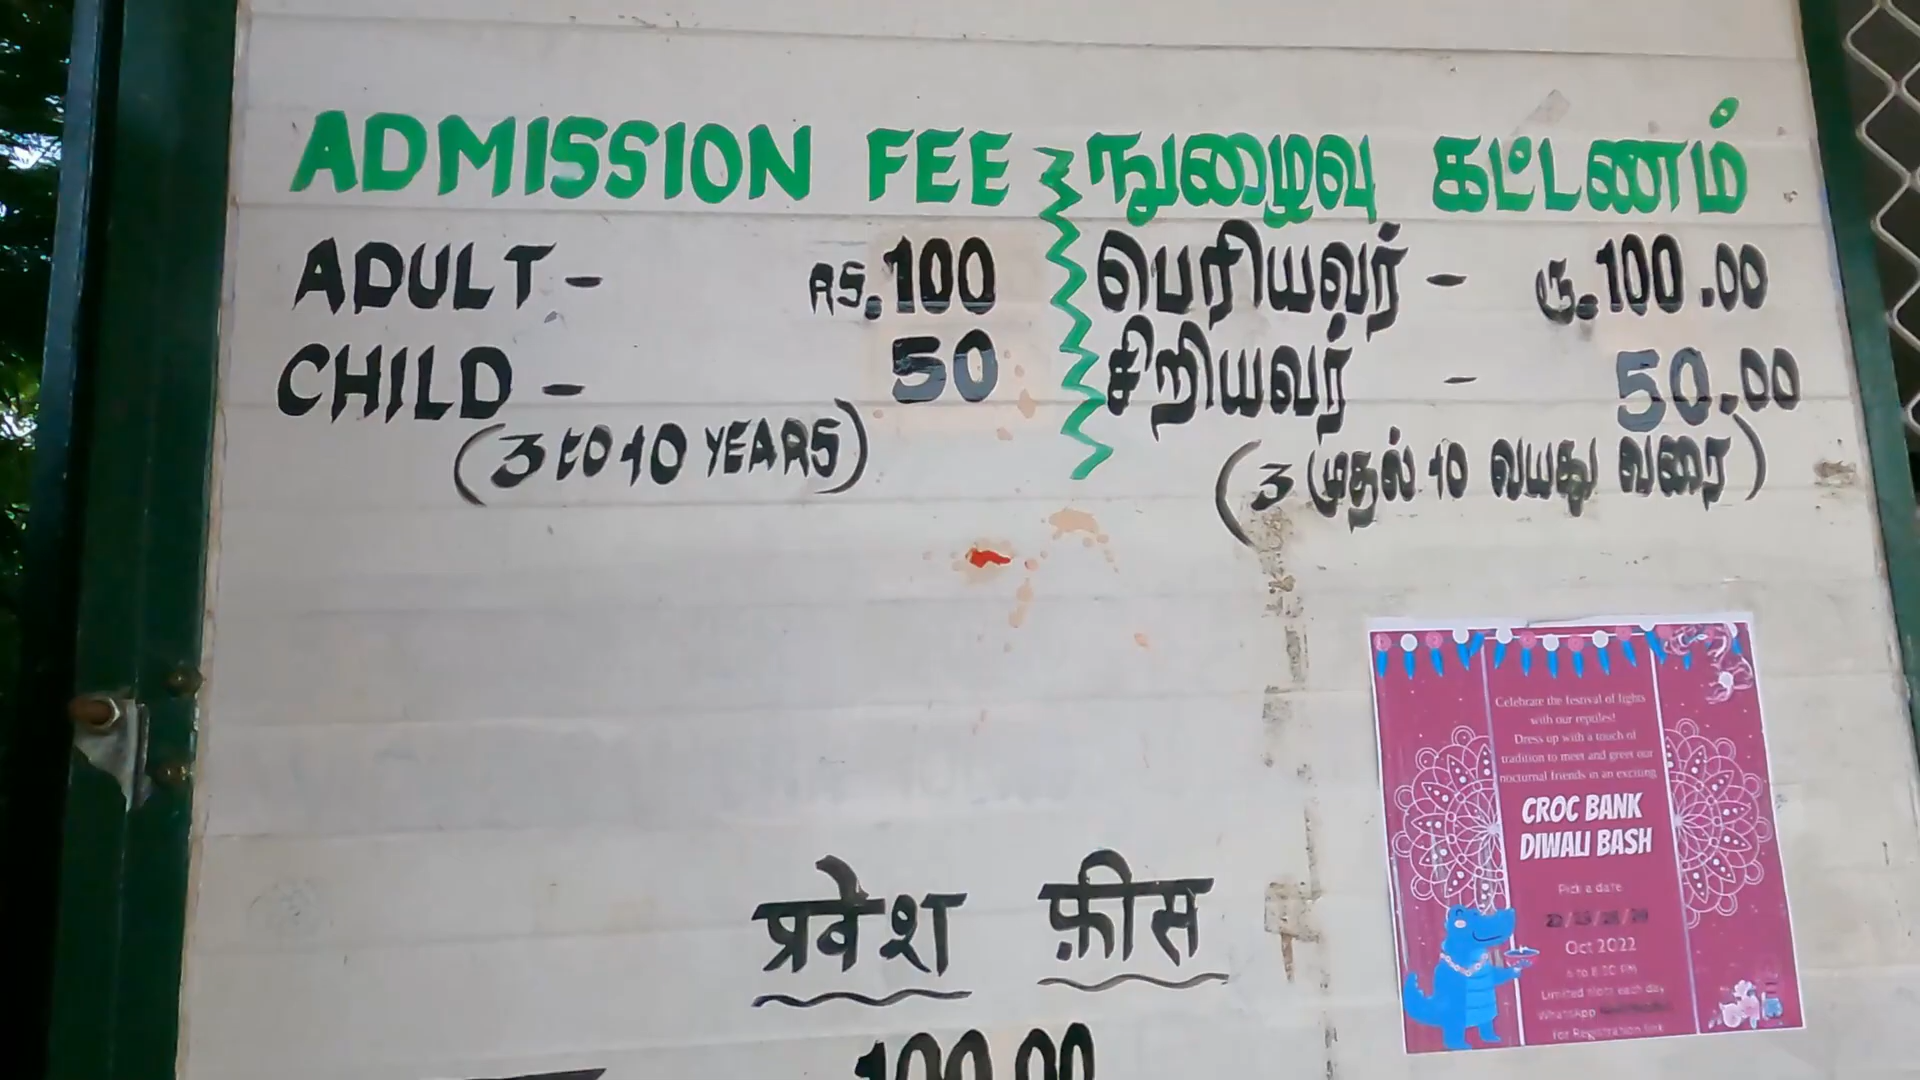 ADMISSION FEE
ADULT - RS.100
CHILD - 50
(3 to 10 YEARS)
நுழைவு கட்டணம்
பெரியவர் - ரூ.100.00
சிறியவர் - 50.00
(3 முதல் 10 வயது வரை)
प्रवेश फ़ीस
100.00
Celebrate the festival of lights
with our reptiles!
Dress up with a touch of
tradition to meet and greet our
nocturnal friends in an exciting
CROC BANK
DIWALI BASH
Pick a date
Oct 2022
Limited slots each day
WhatsApp
for Registration link